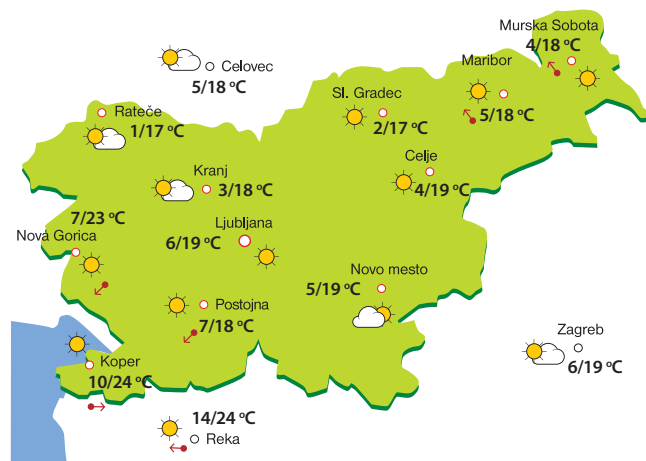 Murska Sobota
4/18 °C
Maribor
5/18 °C
Celovec
5/18 °C
Sl. Gradec
2/17 °C
Rateče
1/17 °C
Celje
4/19 °C
Kranj
3/18 °C
7/23 °C
Nova Gorica
Ljubljana
6/19 °C
Novo mesto
5/19 °C
Postojna
7/18 °C
Zagreb
6/19 °C
Koper
10/24 °C
14/24 °C
Reka